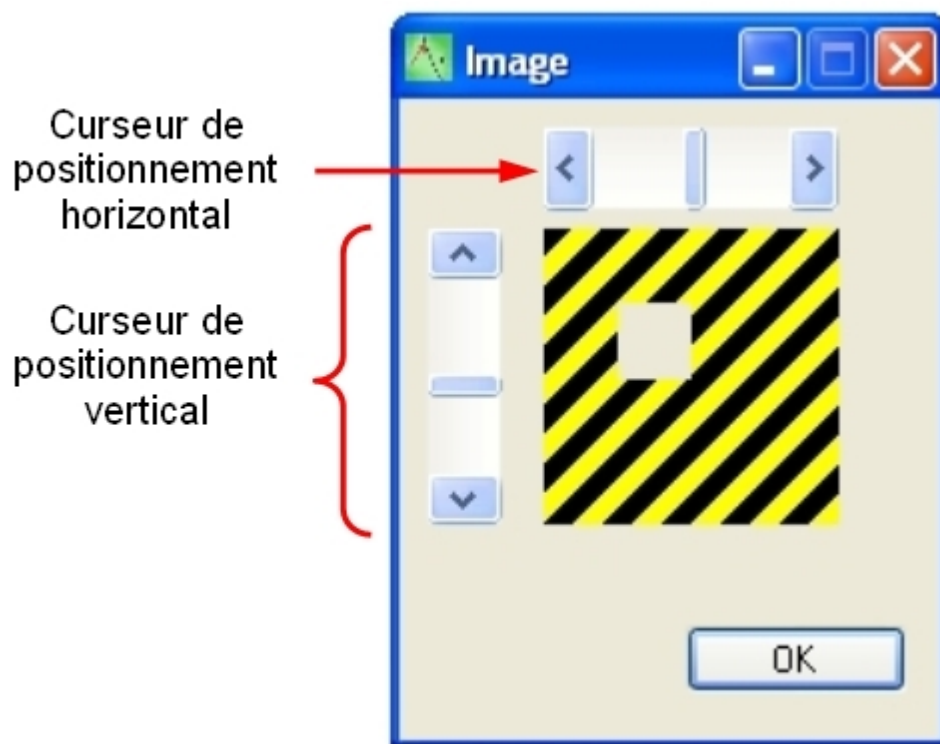 Image
Curseur de
positionnement
horizontal
Curseur de
positionnement
vertical
OK